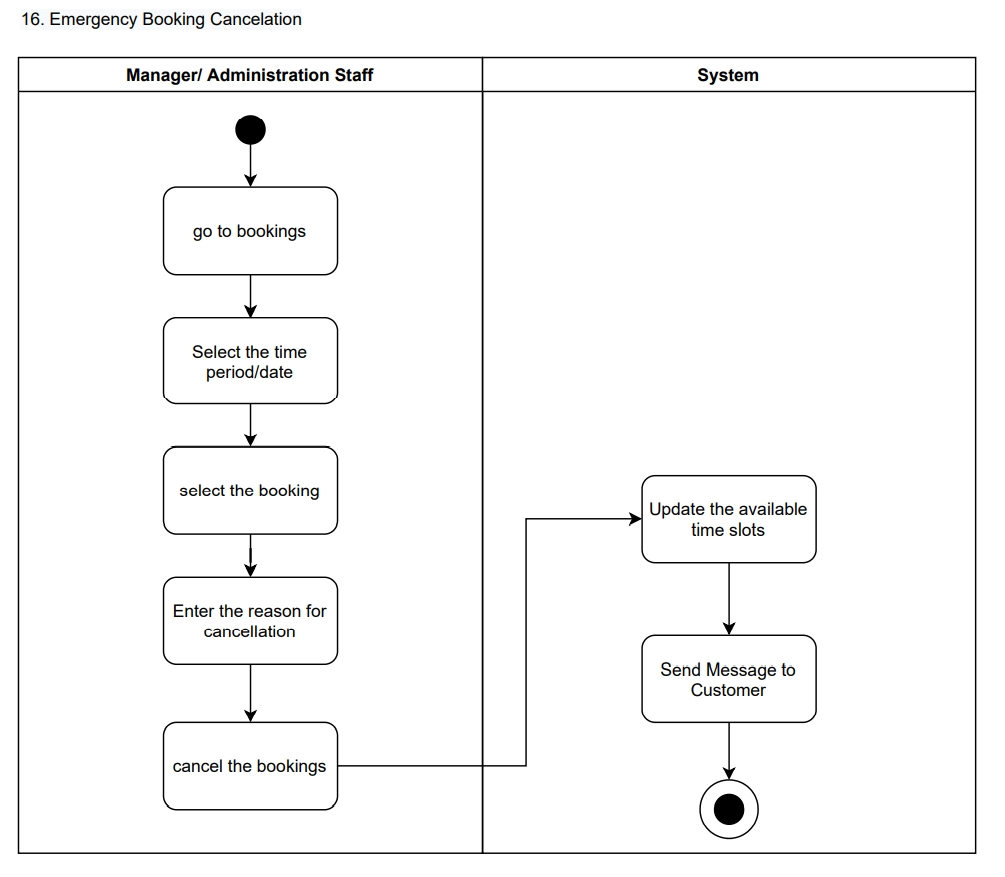 16. Emergency Booking Cancelation
Manager/ Administration Staff
System
go to bookings
Select the time
period/date
select the booking
Enter the reason for
cancellation
cancel the bookings
Update the available
time slots
Send Message to
Customer